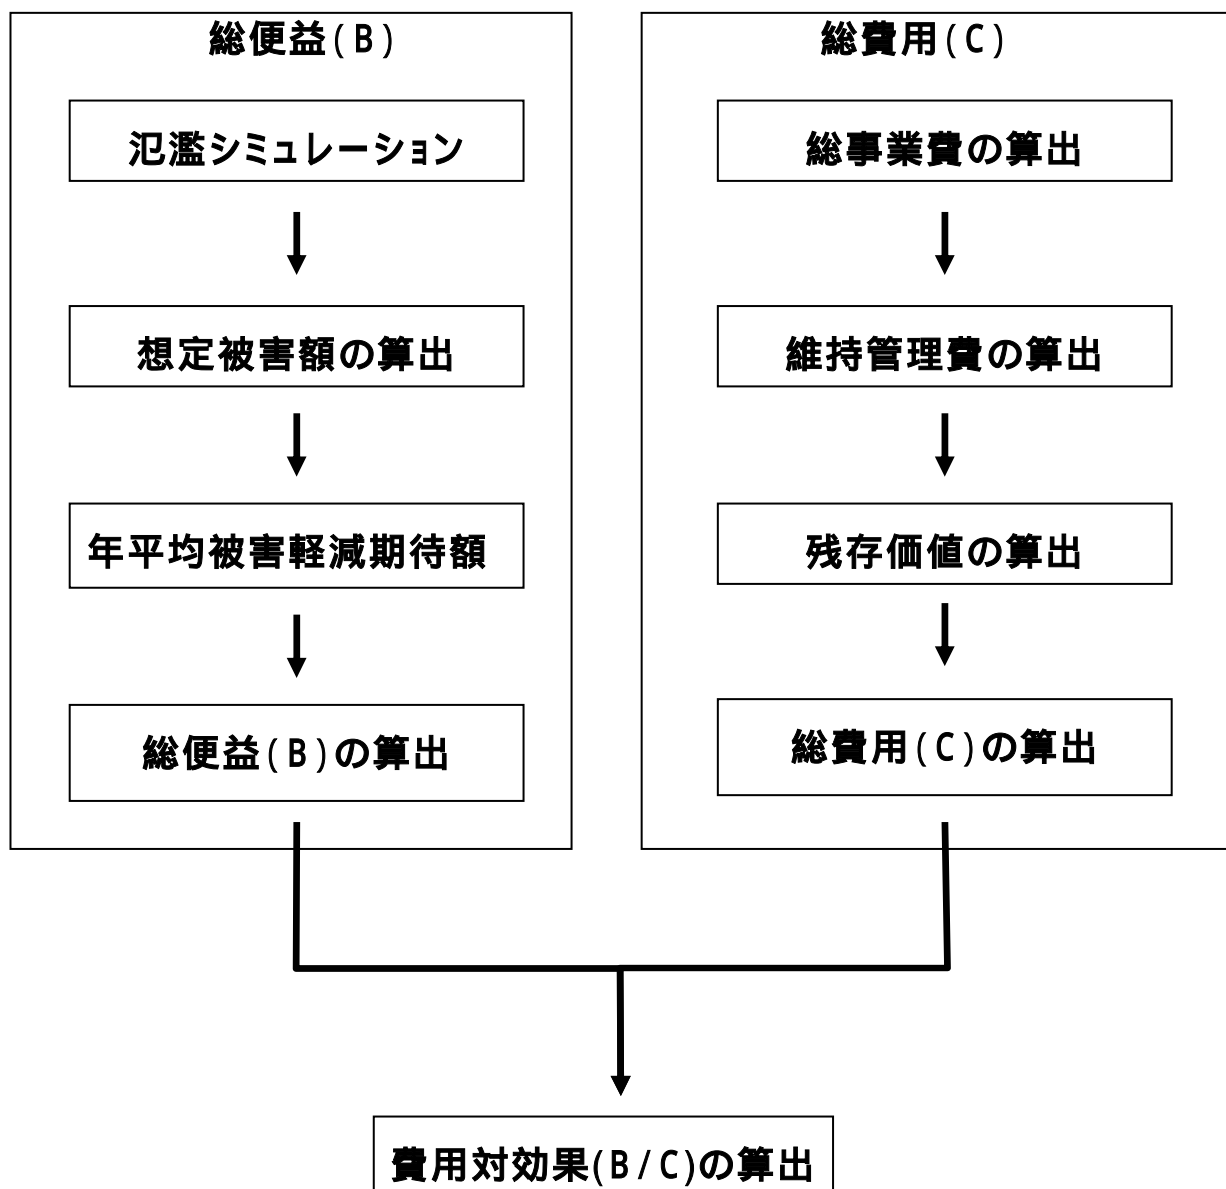 総便益(B)
氾濫シミュレーション
想定被害額の算出
年平均被害軽減期待額
総便益(B)の算出
総費用(C)
総事業費の算出
維持管理費の算出
残存価値の算出
総費用(C)の算出
費用対効果(B/C)の算出